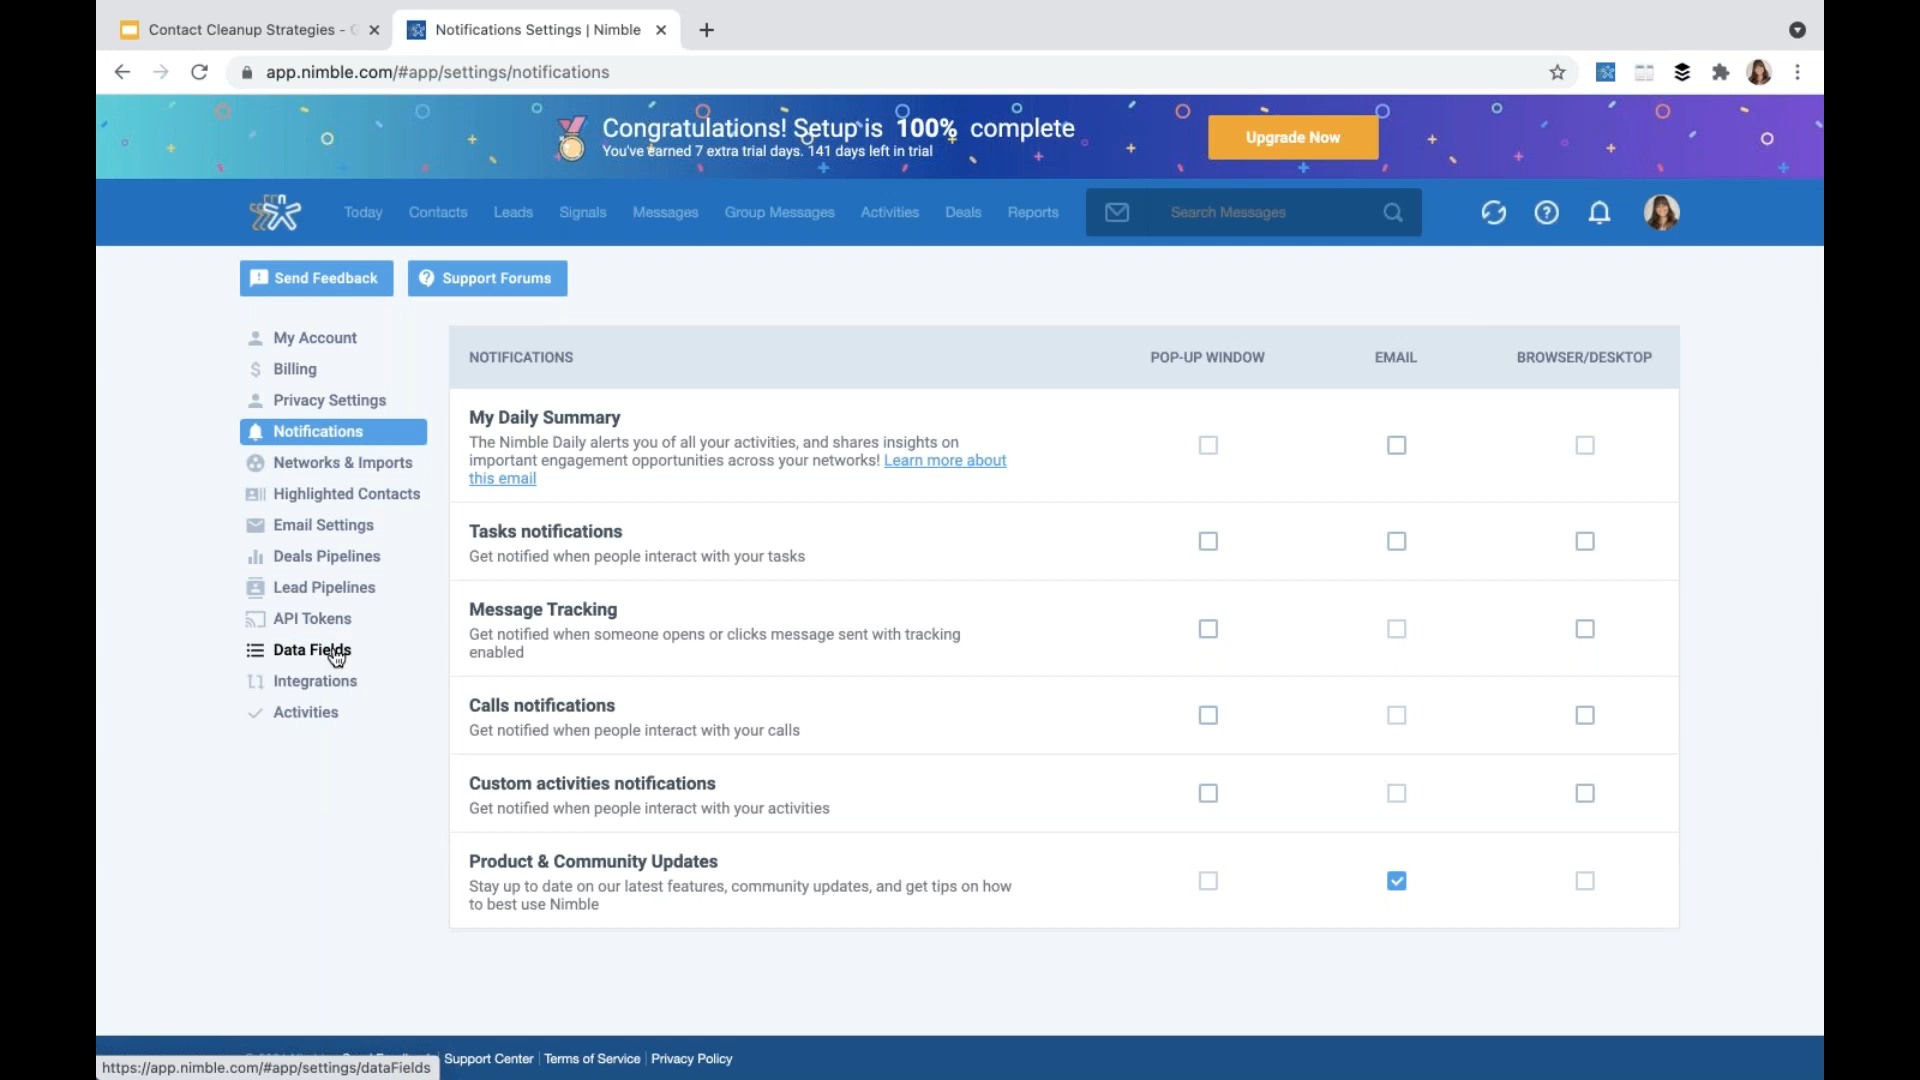 Contact Cleanup Strategies -
Notifications Settings | Nimble
app.nimble.com/#app/settings/notifications
Congratulations! Setup is 100% complete
You've earned 7 extra trial days. 141 days left in trial
Upgrade Now
Today Contacts Leads Signals Messages Group Messages Activities Deals Reports
Search Messages
Send Feedback
Support Forums
My Account
Billing
Privacy Settings
Notifications
Networks & Imports
Highlighted Contacts
Email Settings
Deals Pipelines
Lead Pipelines
API Tokens
Data Fields
Integrations
Activities
NOTIFICATIONS POP-UP WINDOW EMAIL BROWSER/DESKTOP
My Daily Summary
The Nimble Daily alerts you of all your activities, and shares insights on
important engagement opportunities across your networks! Learn more about
this email
Tasks notifications
Get notified when people interact with your tasks
Message Tracking
Get notified when someone opens or clicks message sent with tracking
enabled
Calls notifications
Get notified when people interact with your calls
Custom activities notifications
Get notified when people interact with your activities
Product & Community Updates
Stay up to date on our latest features, community updates, and get tips on how
to best use Nimble
Support Center | Terms of Service | Privacy Policy
https://app.nimble.com/#app/settings/dataFields